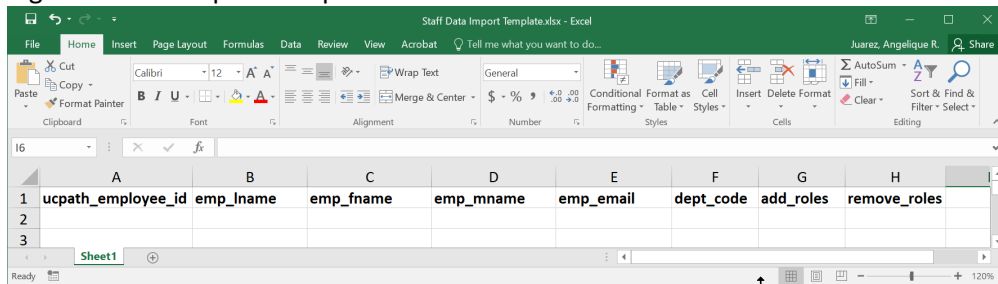 Staff Data Import Template.xlsx - Excel
File Home Insert Page Layout Formulas Data Review View Acrobat Tell me what you want to do... Juarez, Angelique R. Share
Paste Cut Copy Format Painter Clipboard
Calibri 12 A A B I U A Font
Wrap Text Merge & Center Alignment
General $ % , .00 .0 Number
Conditional Formatting Format as Table Cell Styles Styles
Insert Delete Format Cells
AutoSum Fill Clear Sort & Filter Find & Select Editing
I6 fx
A B C D E F G H I
1 ucpath_employee_id emp_lname emp_fname emp_mname emp_email dept_code add_roles remove_roles
2
3
Sheet1
Ready 120%